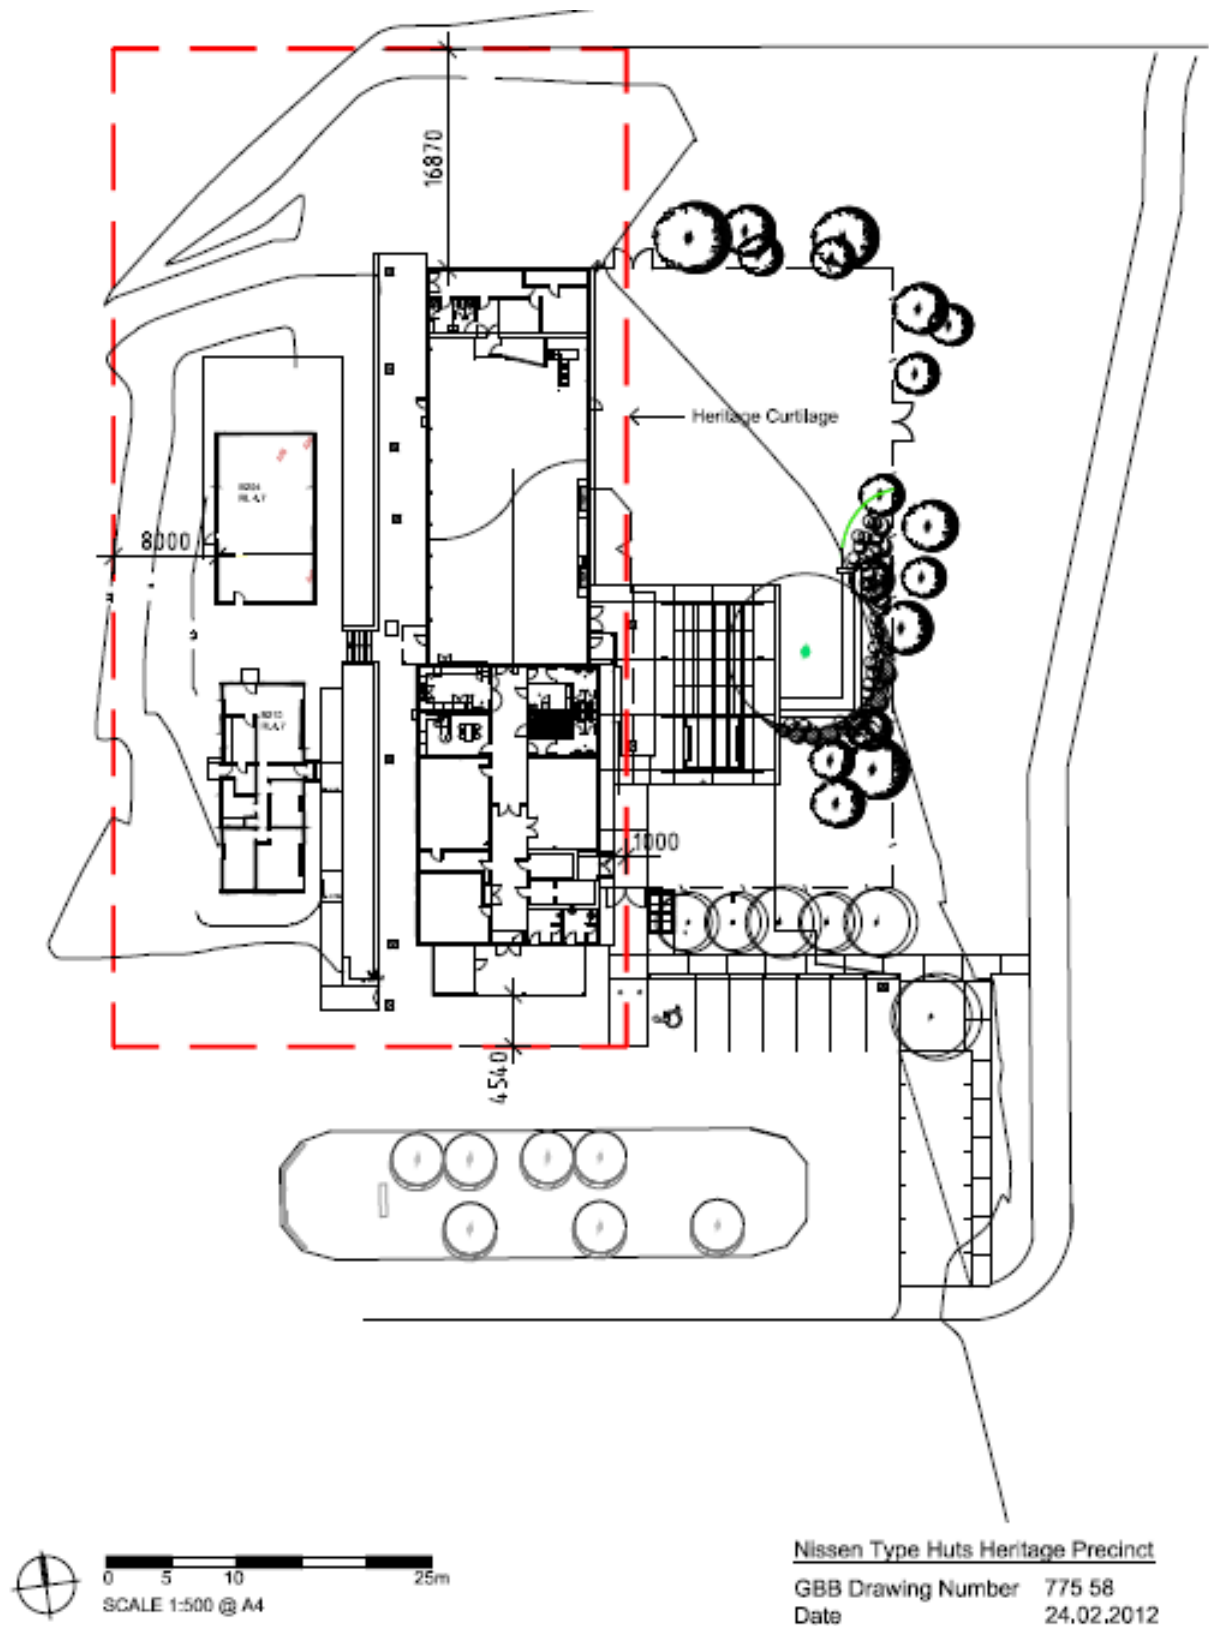 16870
Heritage Curtilage
8000
1000
4540
0 5 10 25m
SCALE 1:500 @ A4
Nissen Type Huts Heritage Precinct
GBB Drawing Number 775 58
Date 24.02.2012